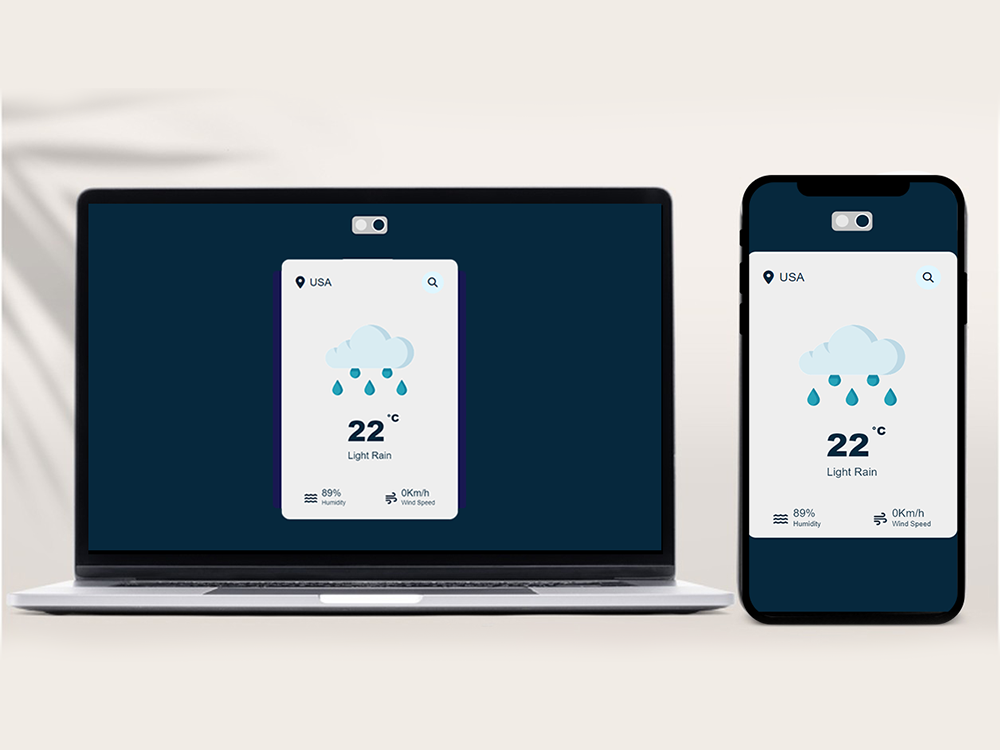 USA
22 °C
Light Rain
89%
Humidity
0Km/h
Wind Speed
USA
22 °C
Light Rain
89%
Humidity
0Km/h
Wind Speed